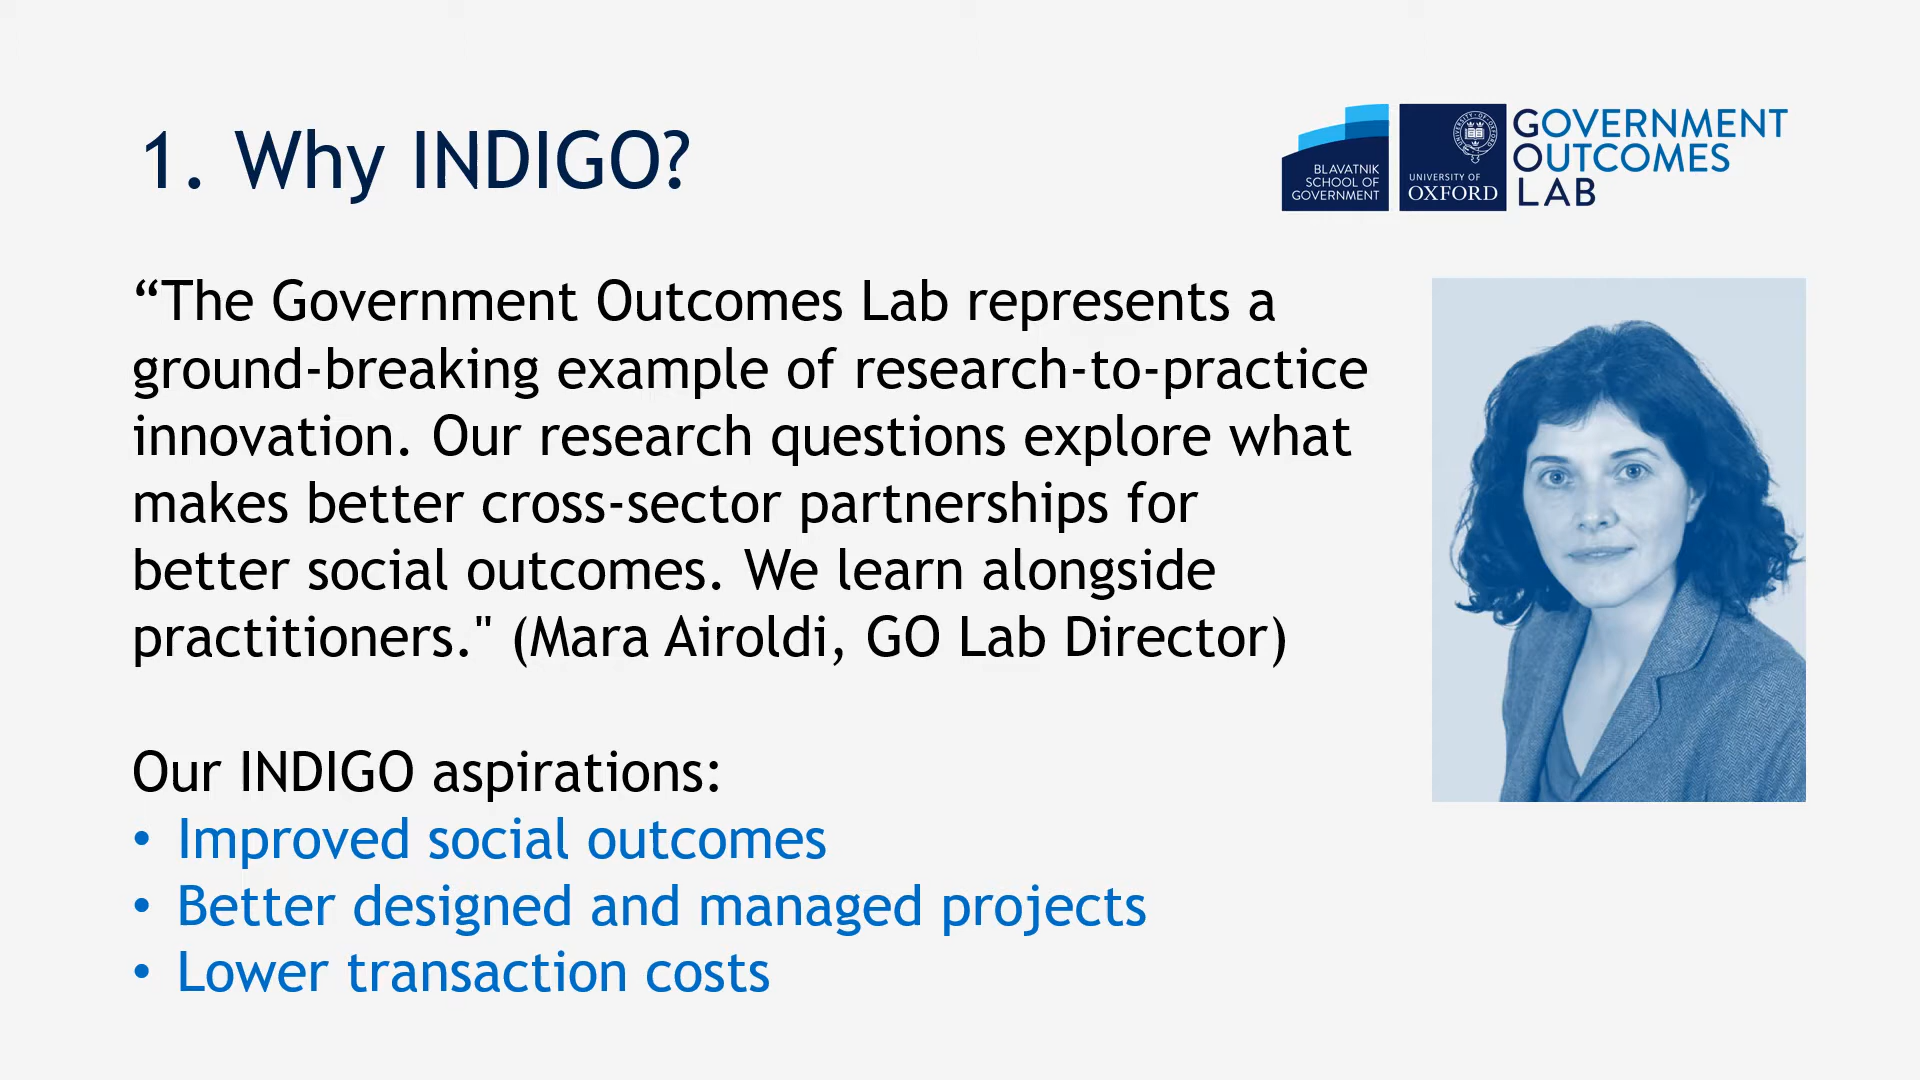 1. Why INDIGO?
BLAVATNIK
SCHOOL OF
GOVERNMENT
UNIVERSITY OF
OXFORD
GOVERNMENT
OUTCOMES
LAB
“The Government Outcomes Lab represents a
ground-breaking example of research-to-practice
innovation. Our research questions explore what
makes better cross-sector partnerships for
better social outcomes. We learn alongside
practitioners." (Mara Airoldi, GO Lab Director)
Our INDIGO aspirations:
• Improved social outcomes
• Better designed and managed projects
• Lower transaction costs